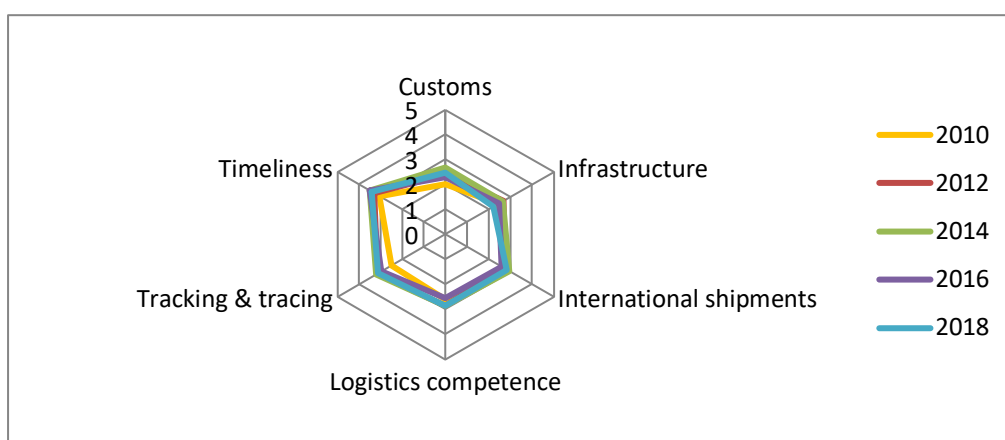 Customs
5
4
3
2
1
0
Timeliness
Infrastructure
Tracking & tracing
International shipments
Logistics competence
2010
2012
2014
2016
2018